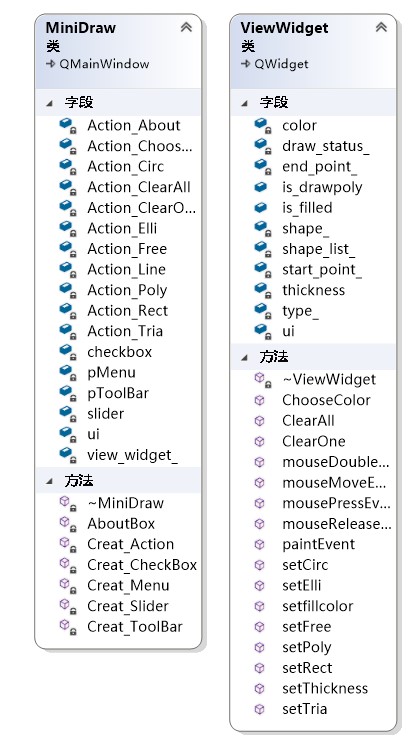 MiniDraw
类
QMainWindow
字段
Action_About
Action_Choos...
Action_Circ
Action_ClearAll
Action_ClearO...
Action_Elli
Action_Free
Action_Line
Action_Poly
Action_Rect
Action_Tria
checkbox
pMenu
pToolBar
slider
ui
view_widget_
方法
~MiniDraw
AboutBox
Creat_Action
Creat_CheckBox
Creat_Menu
Creat_Slider
Creat_ToolBar
ViewWidget
类
QWidget
字段
color
draw_status_
end_point_
is_drawpoly
is_filled
shape_
shape_list_
start_point_
thickness
type_
ui
方法
~ViewWidget
ChooseColor
ClearAll
ClearOne
mouseDouble...
mouseMoveE...
mousePressEv...
mouseRelease...
paintEvent
setCirc
setElli
setfillcolor
setFree
setPoly
setRect
setThickness
setTria